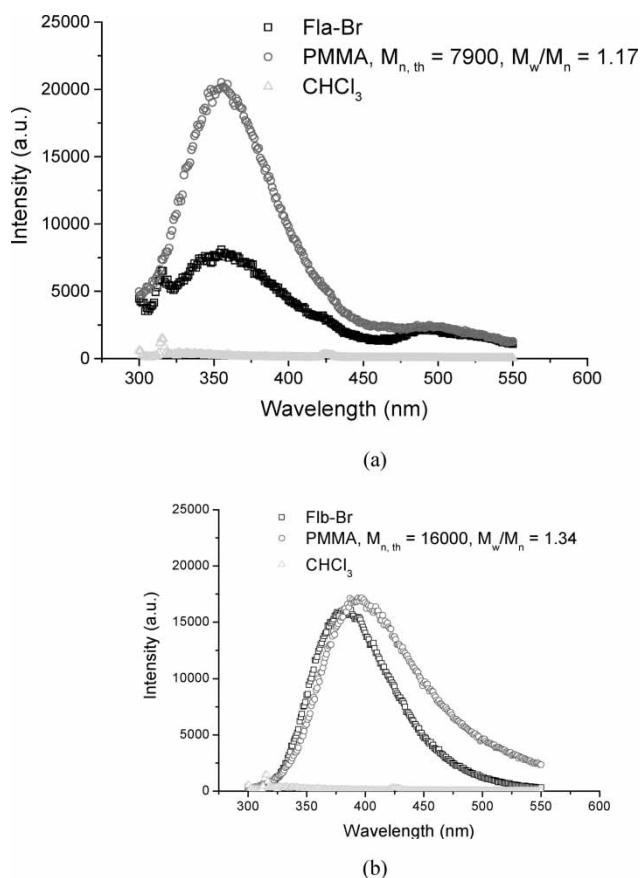 Fla-Br
PMMA, Mn, th = 7900, Mw/Mn = 1.17
CHCl3
25000
20000
15000
10000
5000
0
Intensity (a.u.)
300 350 400 450 500 550 600
Wavelength (nm)
(a)
Flb-Br
PMMA, Mn, th = 16000, Mw/Mn = 1.34
CHCl3
25000
20000
15000
10000
5000
0
Intensity (a.u.)
300 350 400 450 500 550 600
Wavelength (nm)
(b)